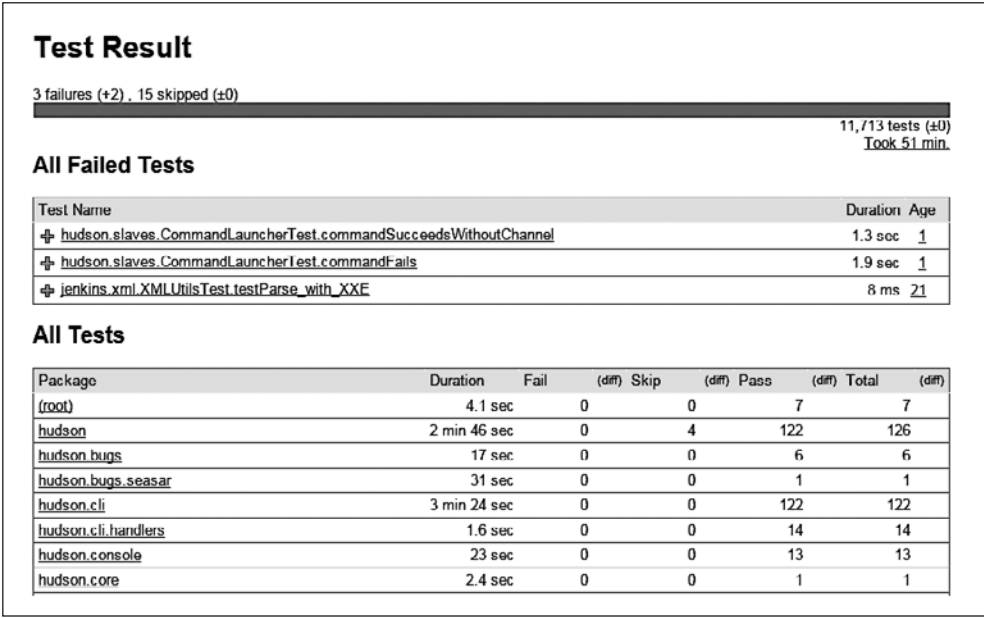 Test Result
3 failures (+2) , 15 skipped (±0)
11,713 tests (±0)
Took 51 min.
All Failed Tests
Test Name Duration Age
hudson.slaves.CommandLauncherTest.commandSucceedsWithoutChannel 1.3 sec 1
hudson.slaves.CommandLauncherTest.commandFails 1.9 sec 1
jenkins.xml.XMLUtilsTest.testParse_with_XXE 8 ms 21
All Tests
Package Duration Fail (diff) Skip (diff) Pass (diff) Total (diff)
(root) 4.1 sec 0 0 7 7
hudson 2 min 46 sec 0 4 122 126
hudson.bugs 17 sec 0 0 6 6
hudson.bugs.seasar 31 sec 0 0 1 1
hudson.cli 3 min 24 sec 0 0 122 122
hudson.cli.handlers 1.6 sec 0 0 14 14
hudson.console 23 sec 0 0 13 13
hudson.core 2.4 sec 0 0 1 1